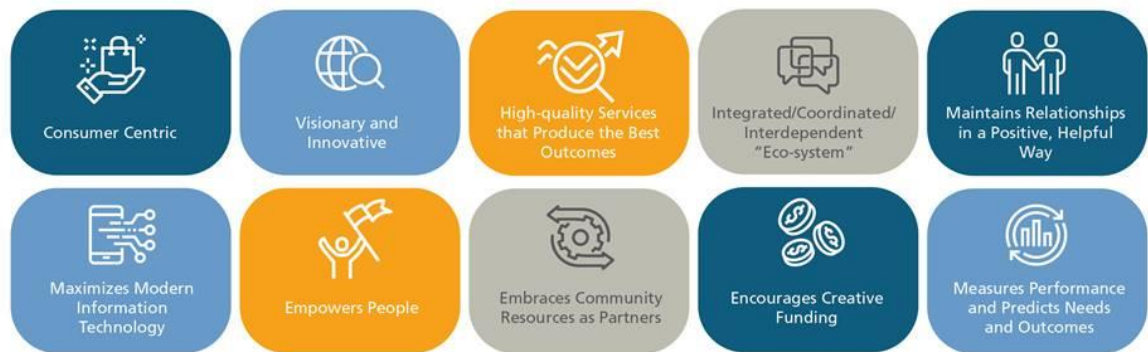 Consumer Centric
Visionary and
Innovative
High-quality Services
that Produce the Best
Outcomes
Integrated/Coordinated/
Interdependent
"Eco-system"
Maintains Relationships
in a Positive, Helpful
Way
Maximizes Modern
Information
Technology
Empowers People
Embraces Community
Resources as Partners
Encourages Creative
Funding
Measures Performance
and Predicts Needs
and Outcomes